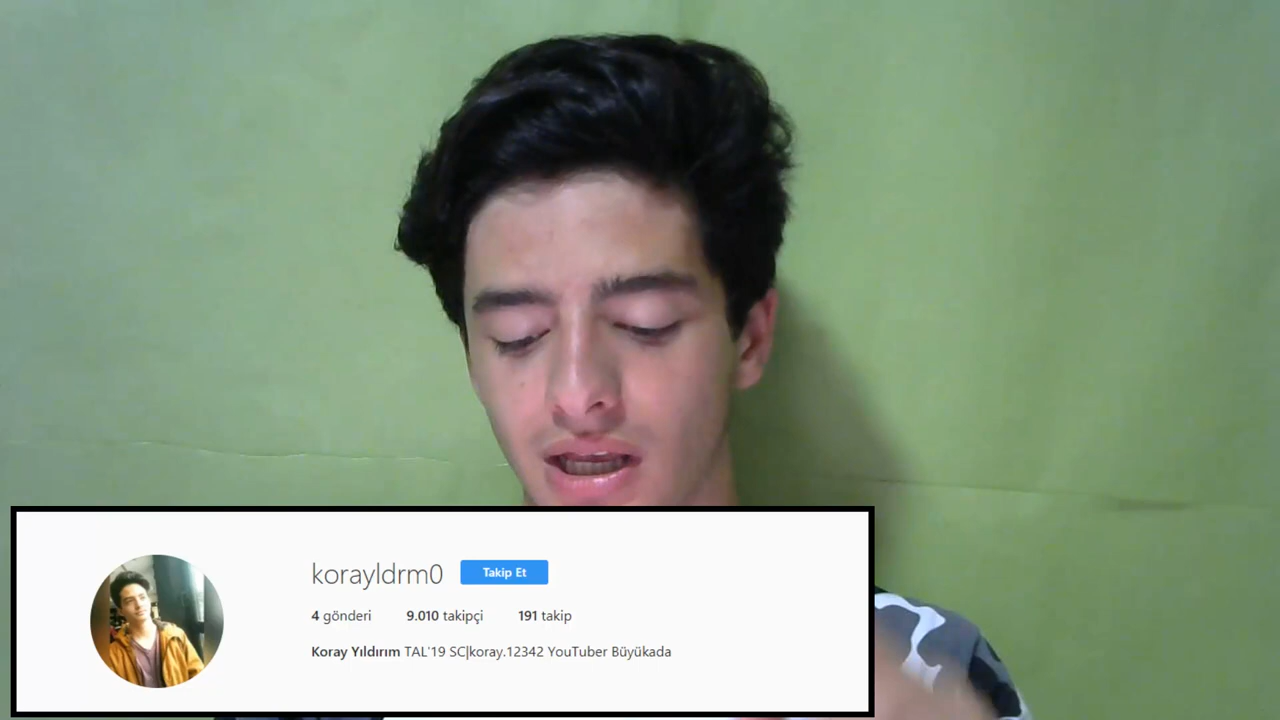 korayldrm0 Takip Et
4 gönderi 9.010 takipçi 191 takip
Koray Yıldırım TAL'19 SC|koray.12342 YouTuber Büyükada